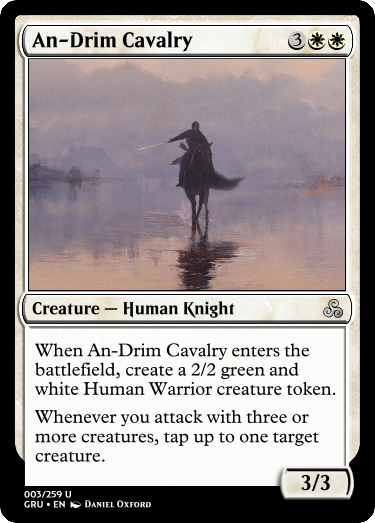 An-Drim Cavalry 3
Creature — Human Knight
When An-Drim Cavalry enters the
battlefield, create a 2/2 green and
white Human Warrior creature token.
Whenever you attack with three or
more creatures, tap up to one target
creature.
3/3
003/259 U
GRU • EN Daniel Oxford